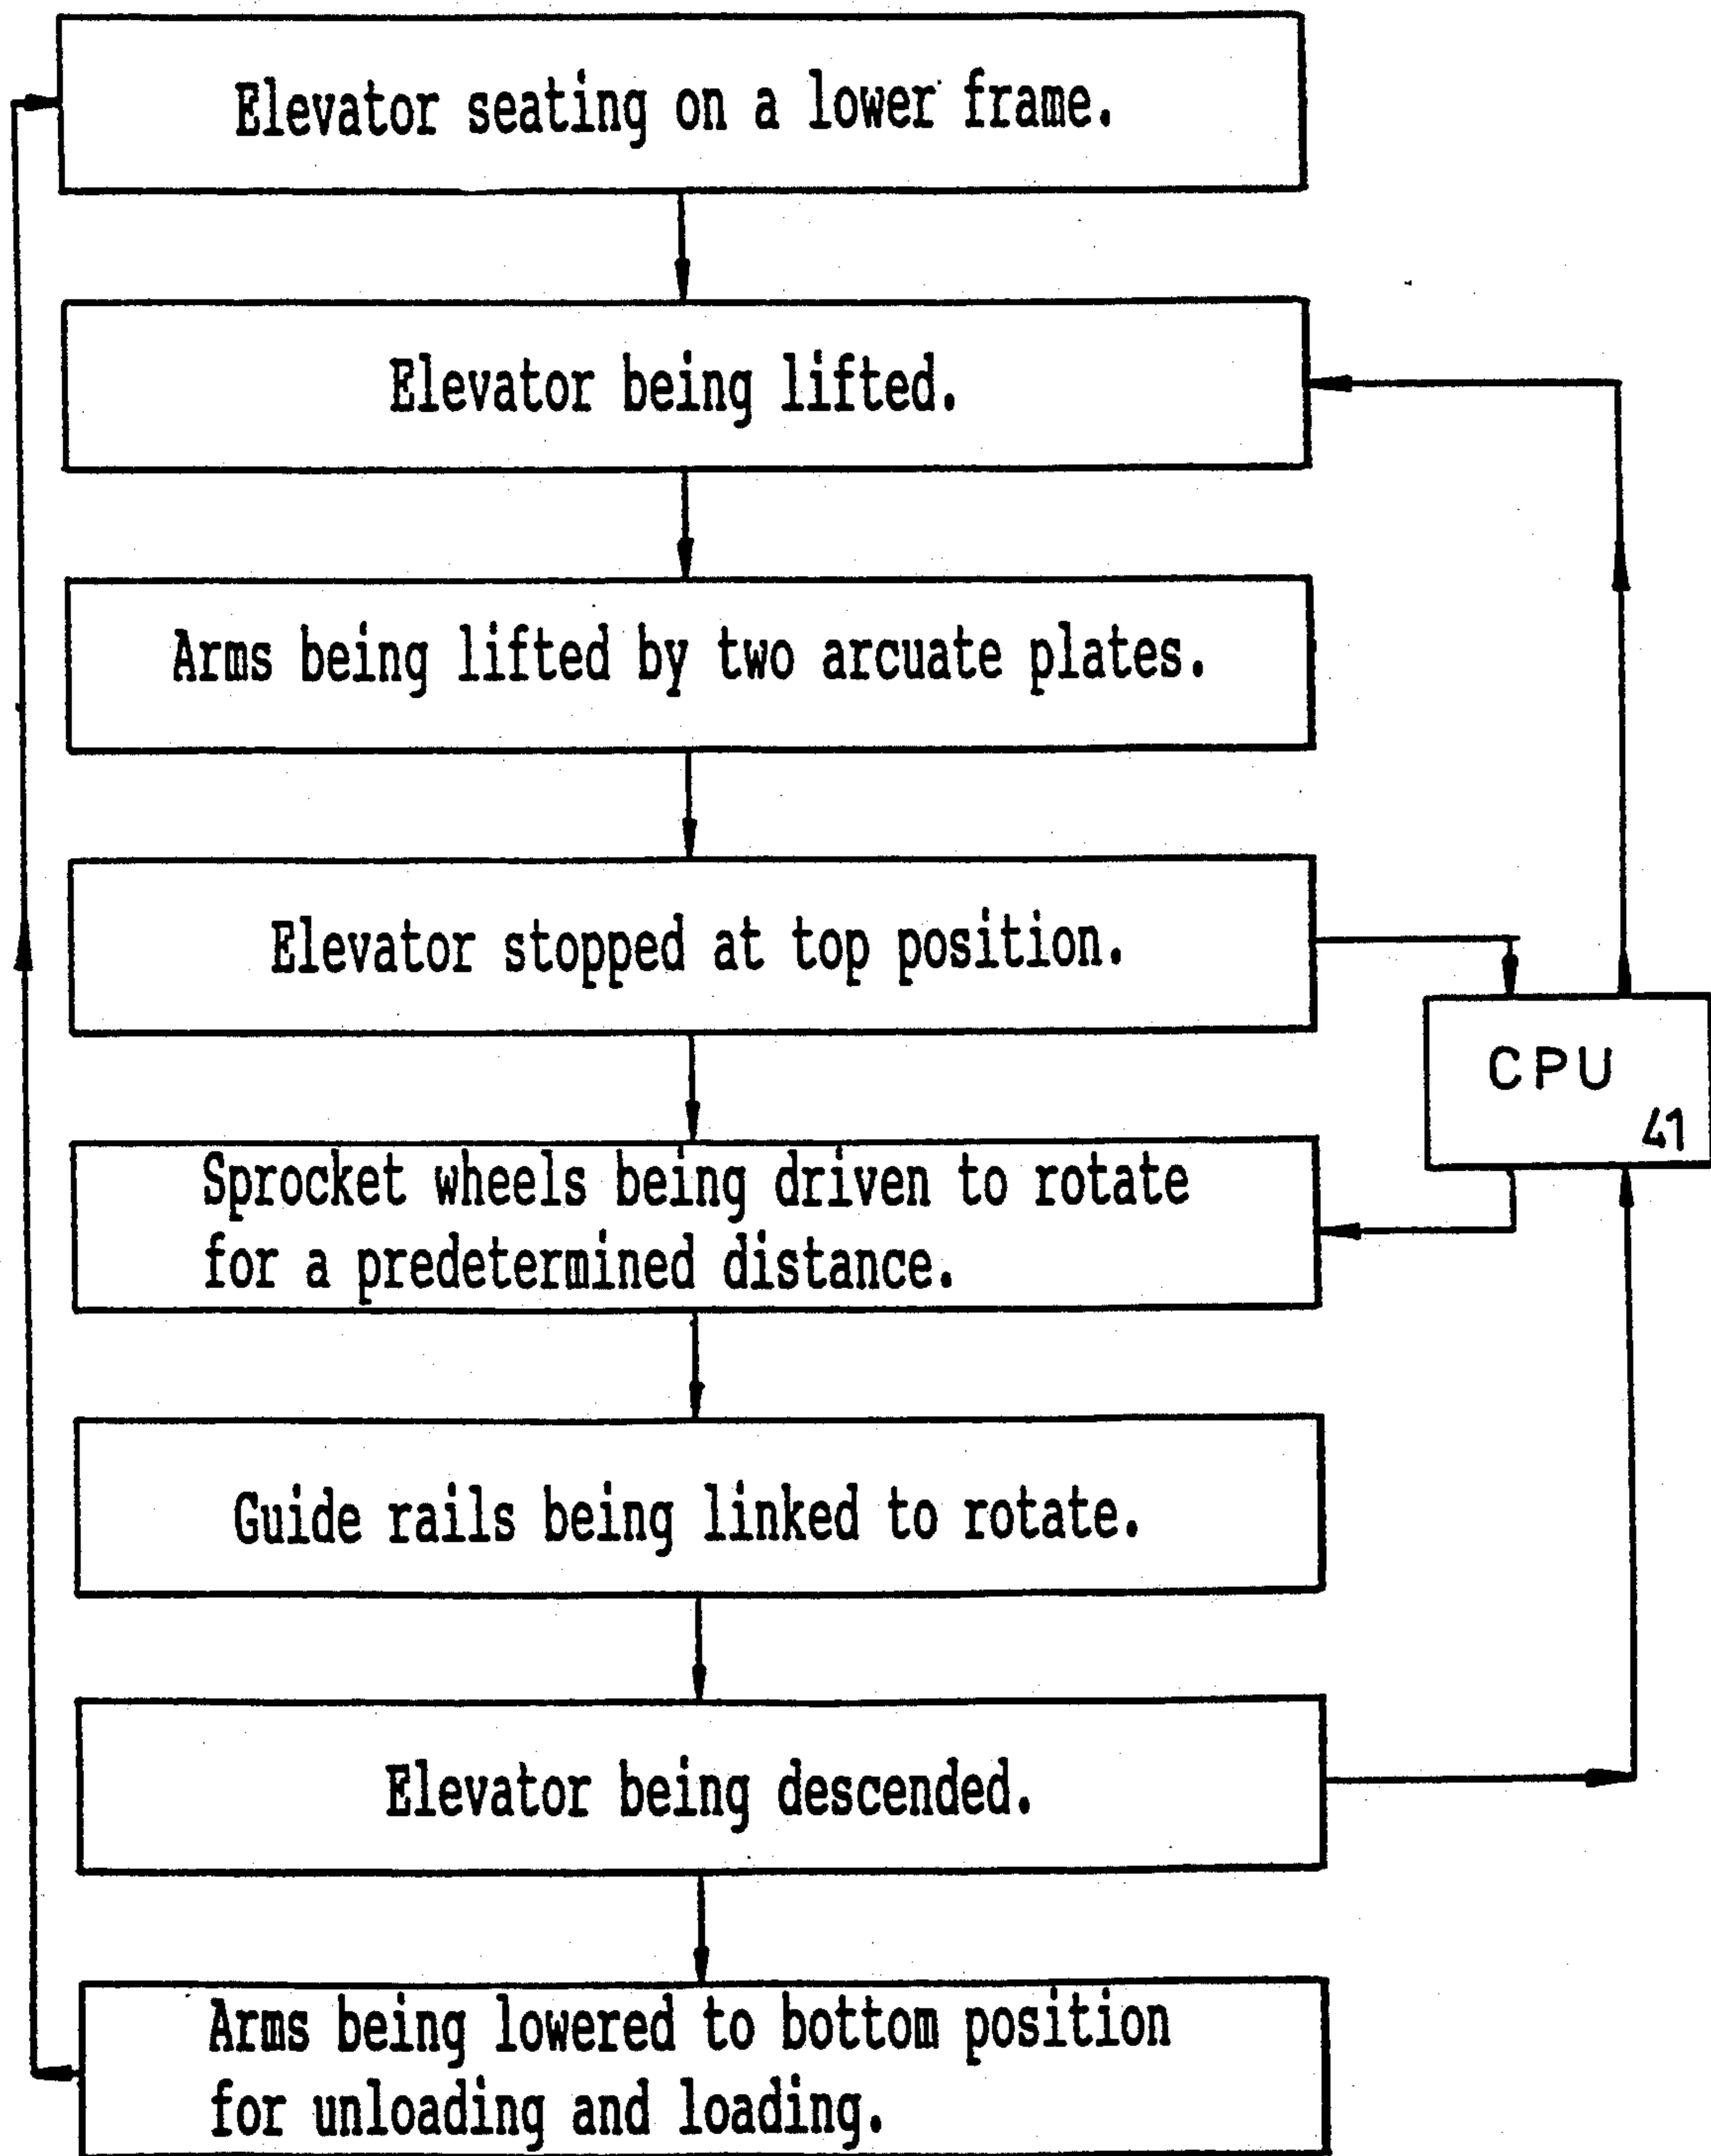 Elevator seating on a lower frame.
Elevator being lifted.
Arms being lifted by two arcuate plates.
Elevator stopped at top position.
CPU
41
Sprocket wheels being driven to rotate
for a predetermined distance.
Guide rails being linked to rotate.
Elevator being descended.
Arms being lowered to bottom position
for unloading and loading.